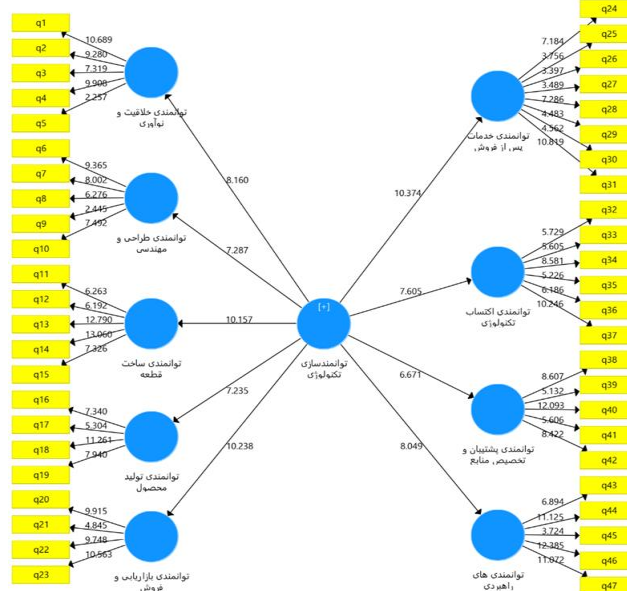 q1
q2
q3
q4
q5
10.689
9.280
7.319
9.908
2.257
توانمندی خلاقیت و
نوآوری
q6
q7
q8
q9
q10
9.365
8.002
6.276
2.445
7.492
توانمندی طراحی و
مهندسی
q11
q12
q13
q14
q15
6.263
6.192
12.790
13.060
7.326
توانمندی ساخت
قطعه
q16
q17
q18
q19
7.340
5.304
11.261
7.940
توانمندی تولید
محصول
q20
q21
q22
q23
9.915
4.845
9.748
10.563
توانمندی بازاریابی و
فروش
8.160
7.287
10.157
7.235
10.238
[+]
توانمندسازی
تکنولوژی
10.374
7.605
6.671
8.049
q24
q25
q26
q27
q28
q29
q30
q31
7.184
3.756
3.397
3.489
7.286
4.483
4.562
10.819
توانمندی خدمات
پس از فروش
q32
q33
q34
q35
q36
q37
5.729
5.605
8.581
5.226
6.186
10.246
توانمندی اکتساب
تکنولوژی
q38
q39
q40
q41
q42
8.607
5.132
12.093
5.606
8.422
توانمندی پشتیبان و
تخصیص منابع
q43
q44
q45
q46
q47
6.894
11.125
3.724
12.385
11.072
توانمندی های
راهبردی